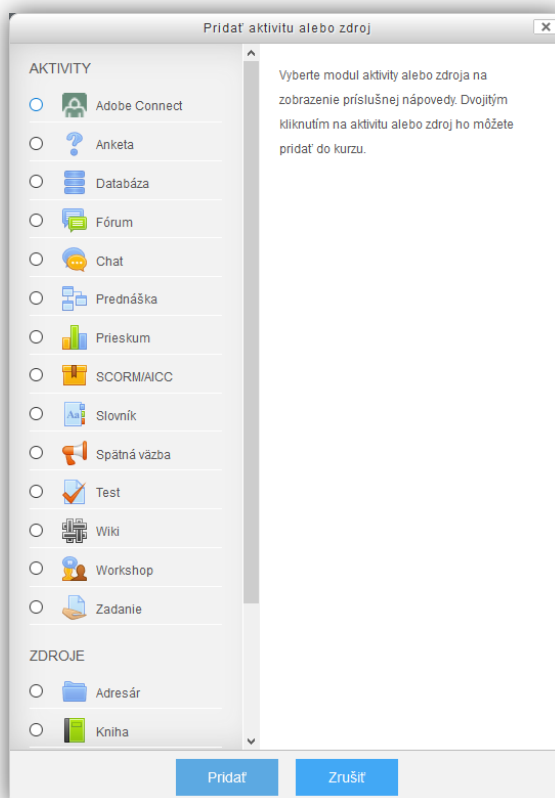 Pridať aktivitu alebo zdroj
AKTIVITY
Adobe Connect
Anketa
Databáza
Fórum
Chat
Prednáška
Prieskum
SCORM/AICC
Slovník
Spätná väzba
Test
Wiki
Workshop
Zadanie
ZDROJE
Adresár
Kniha
Vyberte modul aktivity alebo zdroja na
zobrazenie príslušnej nápovedy. Dvojitým
kliknutím na aktivitu alebo zdroj ho môžete
pridať do kurzu.
Pridať
Zrušiť